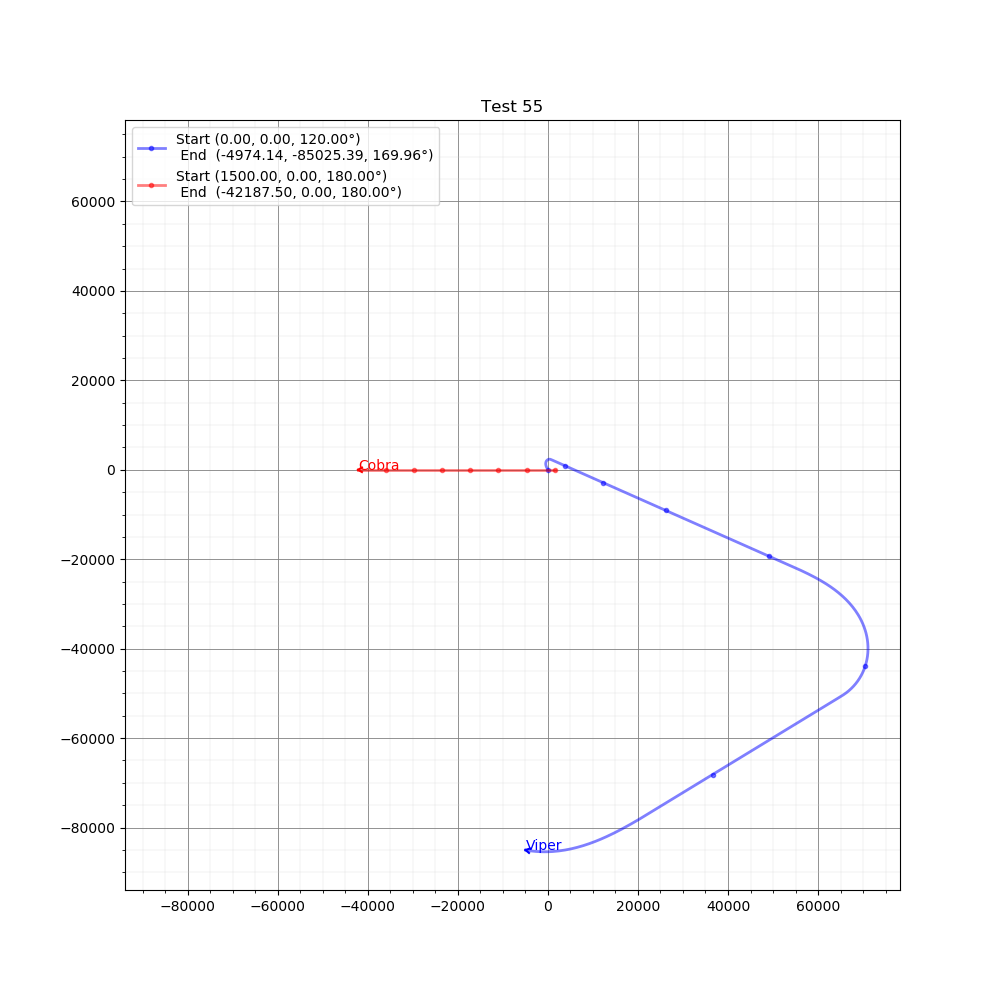 Test 55
Start (0.00, 0.00, 120.00°)
End  (-4974.14, -85025.39, 169.96°)
Start (1500.00, 0.00, 180.00°)
End  (-42187.50, 0.00, 180.00°)
60000
40000
20000
0
−20000
−40000
−60000
−80000
Cobra
Viper
−80000 −60000 −40000 −20000 0 20000 40000 60000